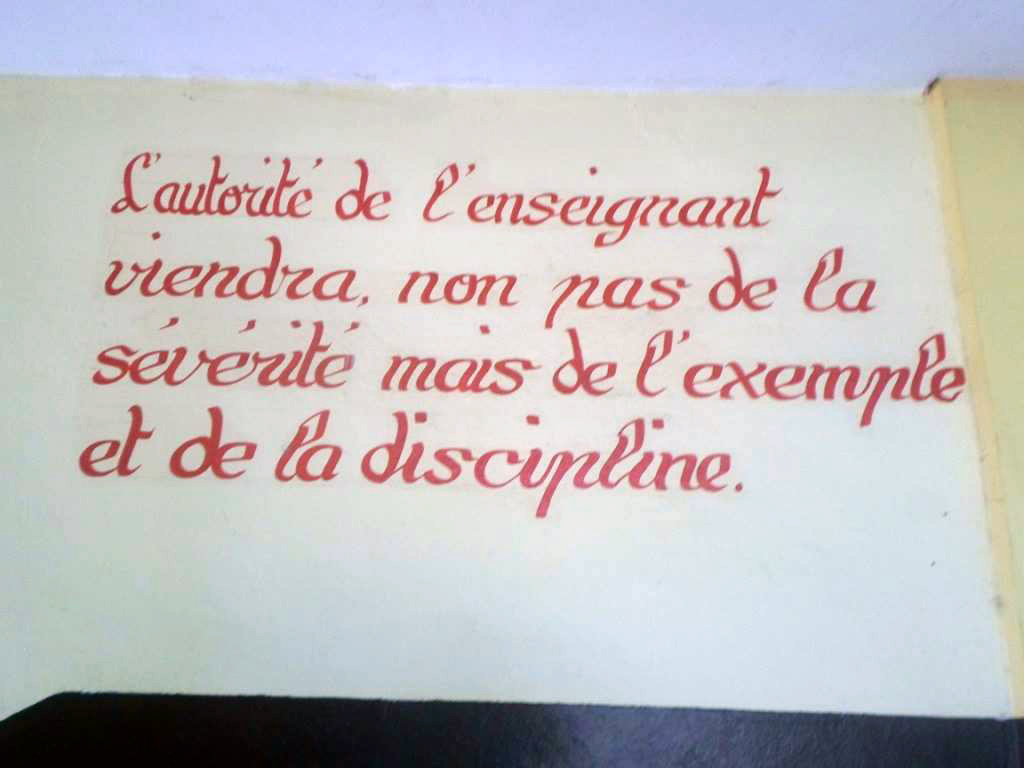 L'autorité de l'enseignant
viendra, non pas de la
sévérité mais de l'exemple
et de la discipline.